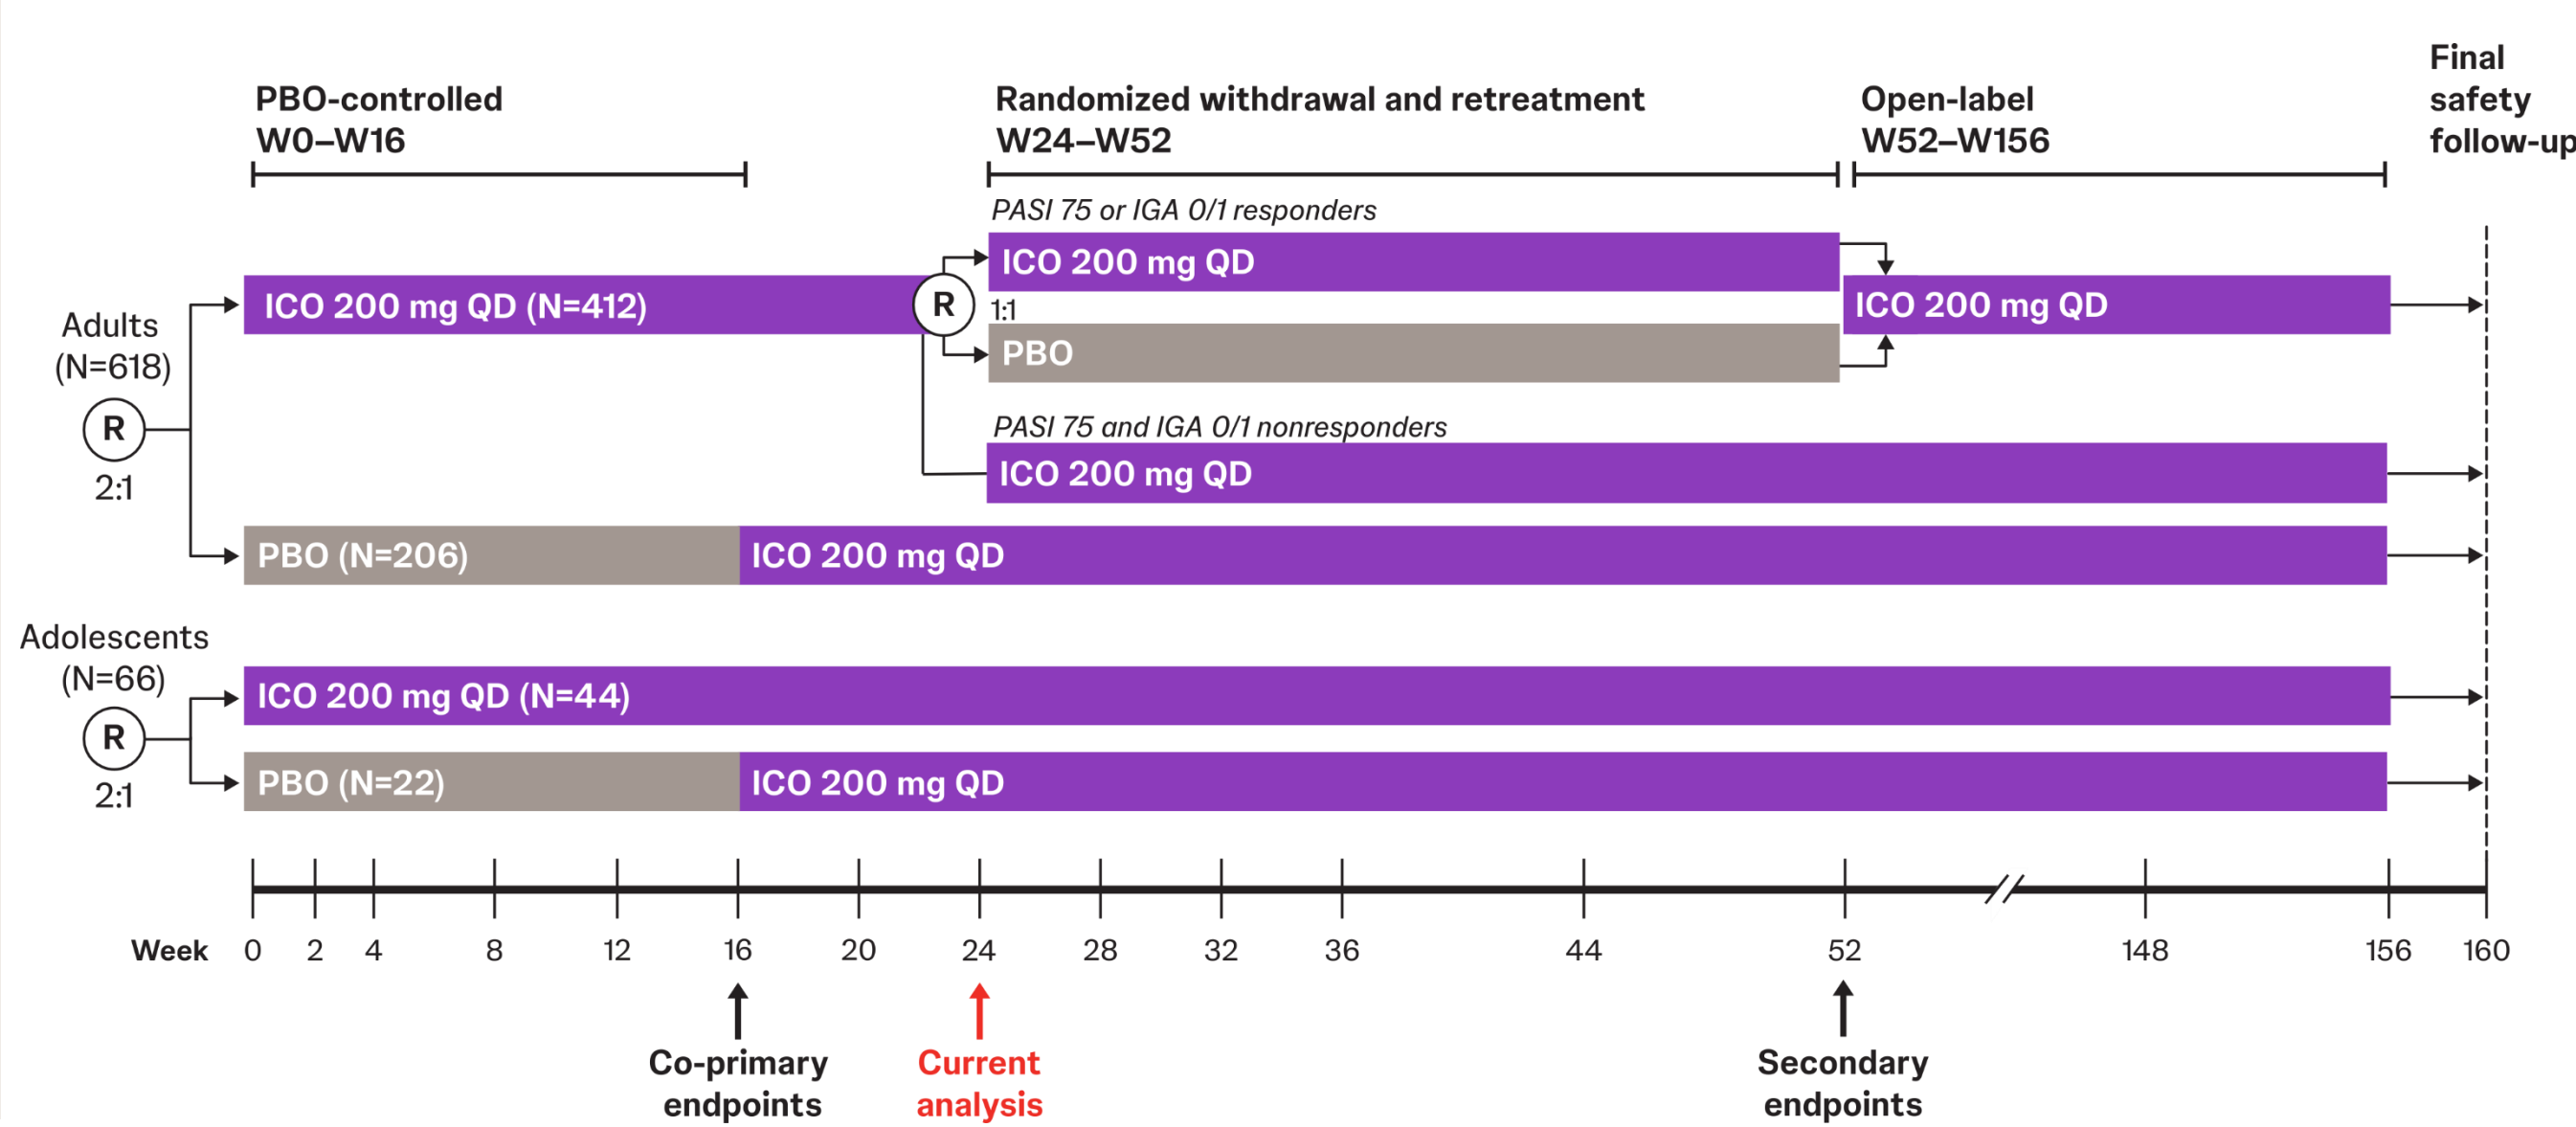 PBO-controlled
W0–W16
Randomized withdrawal and retreatment
W24–W52
Open-label
W52–W156
Final
safety
follow-up
PASI 75 or IGA 0/1 responders
ICO 200 mg QD
ICO 200 mg QD (N=412)
R
1:1
ICO 200 mg QD
PBO
Adults
(N=618)
R
2:1
PASI 75 and IGA 0/1 nonresponders
ICO 200 mg QD
PBO (N=206)
ICO 200 mg QD
Adolescents
(N=66)
R
2:1
ICO 200 mg QD (N=44)
PBO (N=22)
ICO 200 mg QD
Week 0 2 4 8 12 16 20 24 28 32 36 44 52 148 156 160
Co-primary
endpoints
Current
analysis
Secondary
endpoints